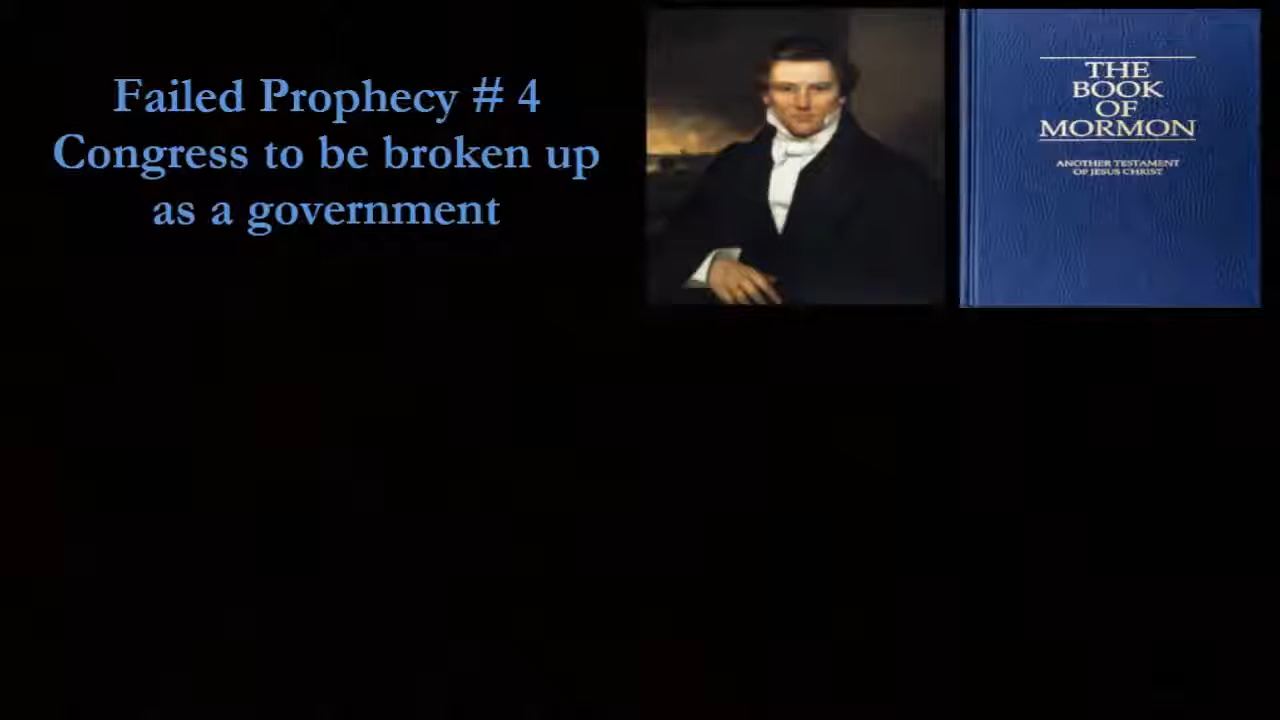 Failed Prophecy # 4
Congress to be broken up
as a government
THE
BOOK
OF
MORMON
ANOTHER TESTAMENT
OF JESUS CHRIST